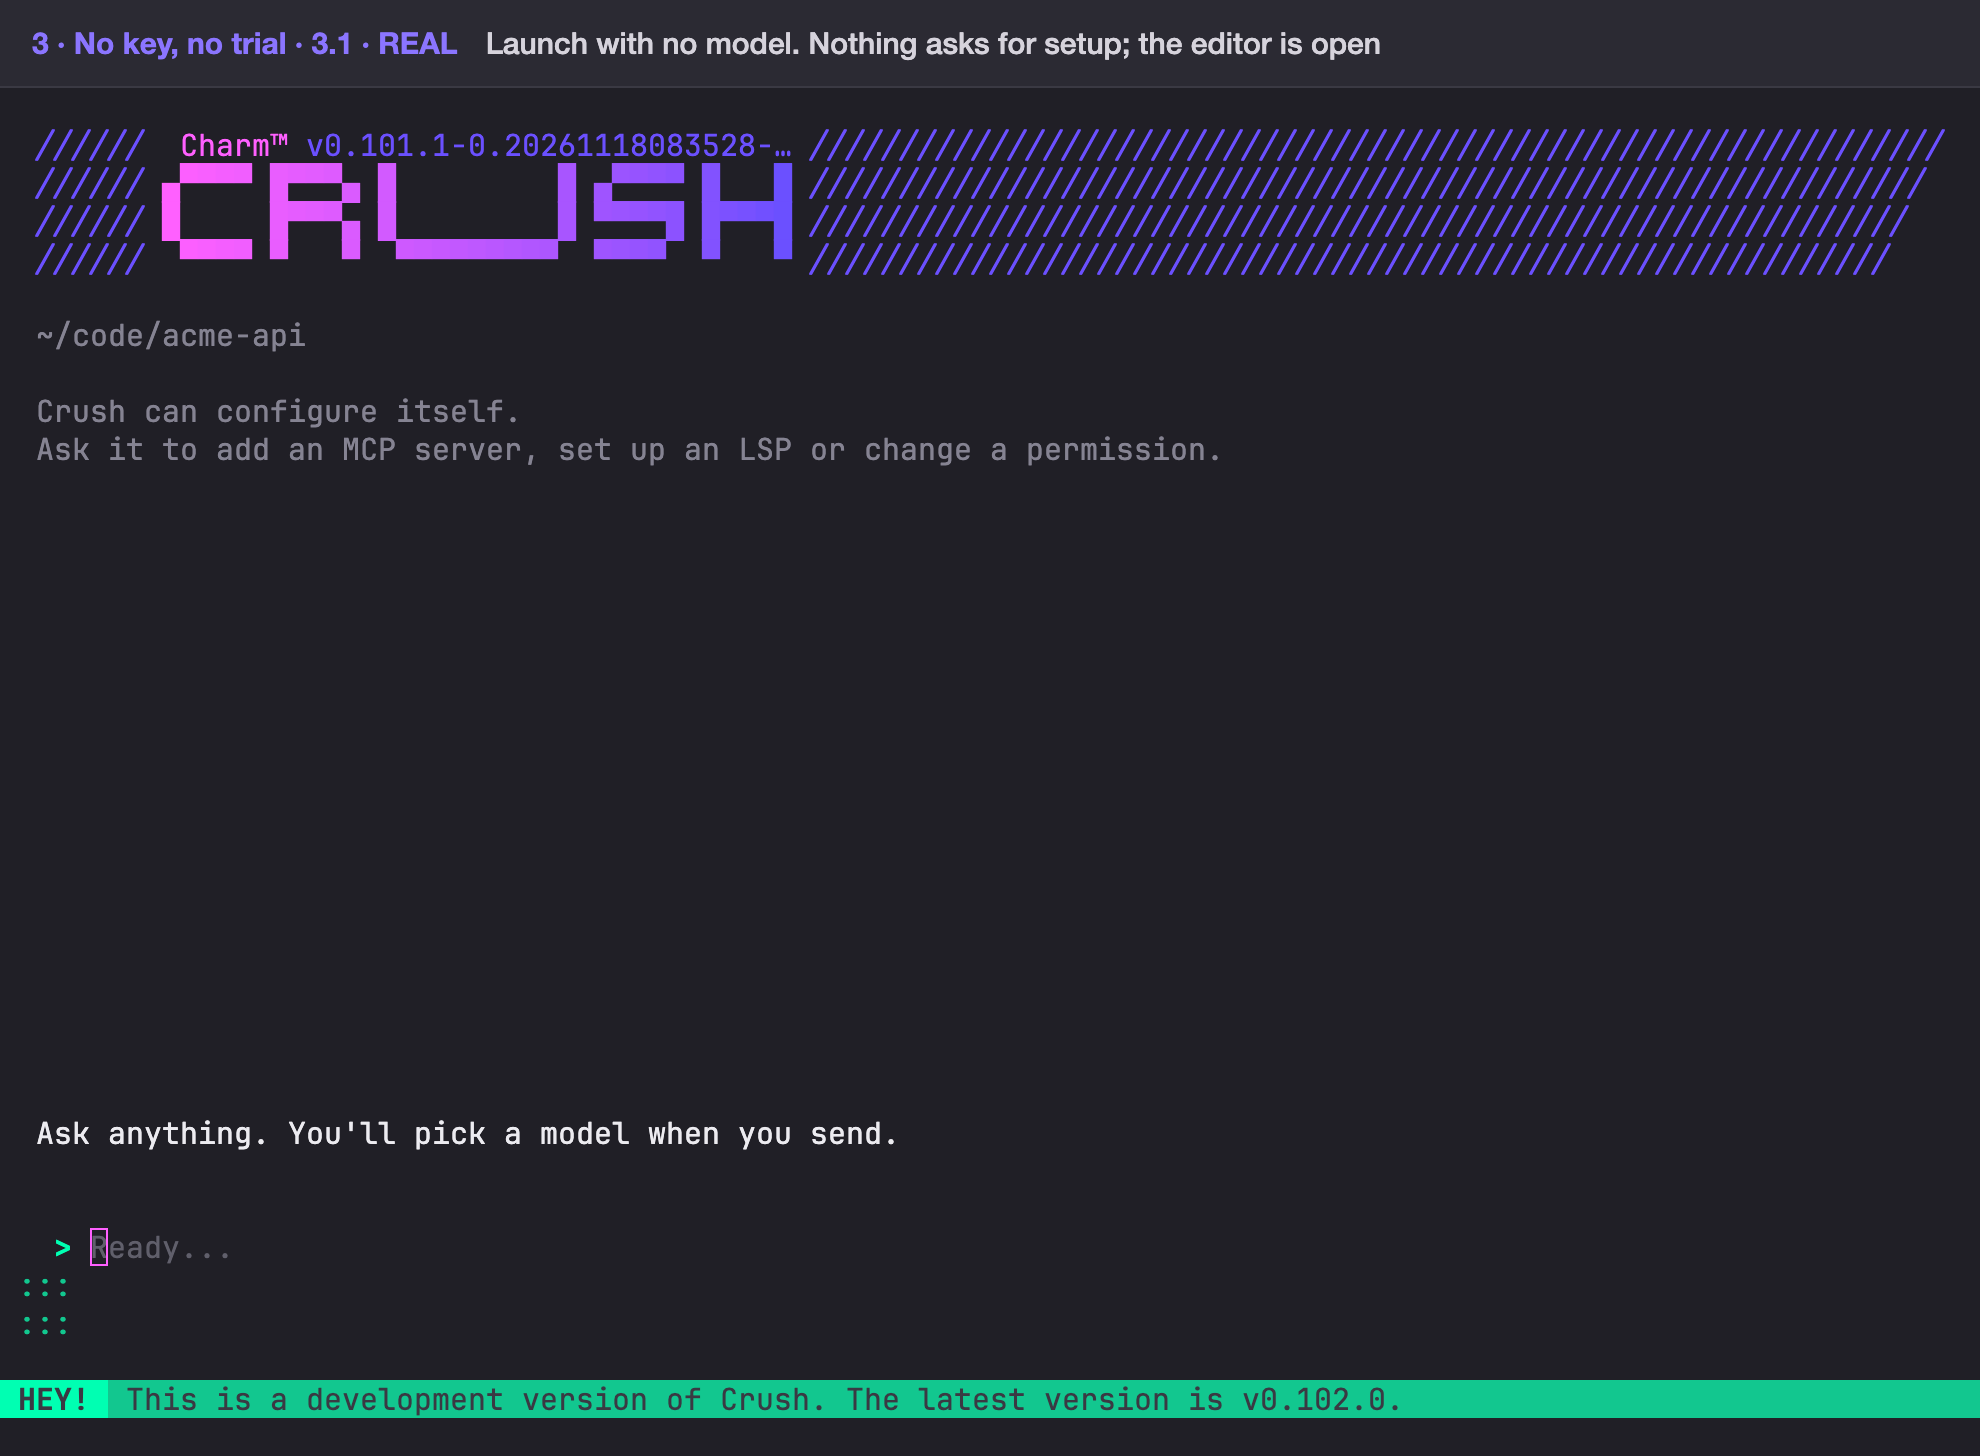 3 · No key, no trial · 3.1 · REAL Launch with no model. Nothing asks for setup; the editor is open
////// Charm™ v0.101.1-0.20261118083528-… ///////////////////////////////////////////////////////////////
CRUSH
~/code/acme-api
Crush can configure itself.
Ask it to add an MCP server, set up an LSP or change a permission.
Ask anything. You'll pick a model when you send.
> Ready...
:::
:::
HEY! This is a development version of Crush. The latest version is v0.102.0.